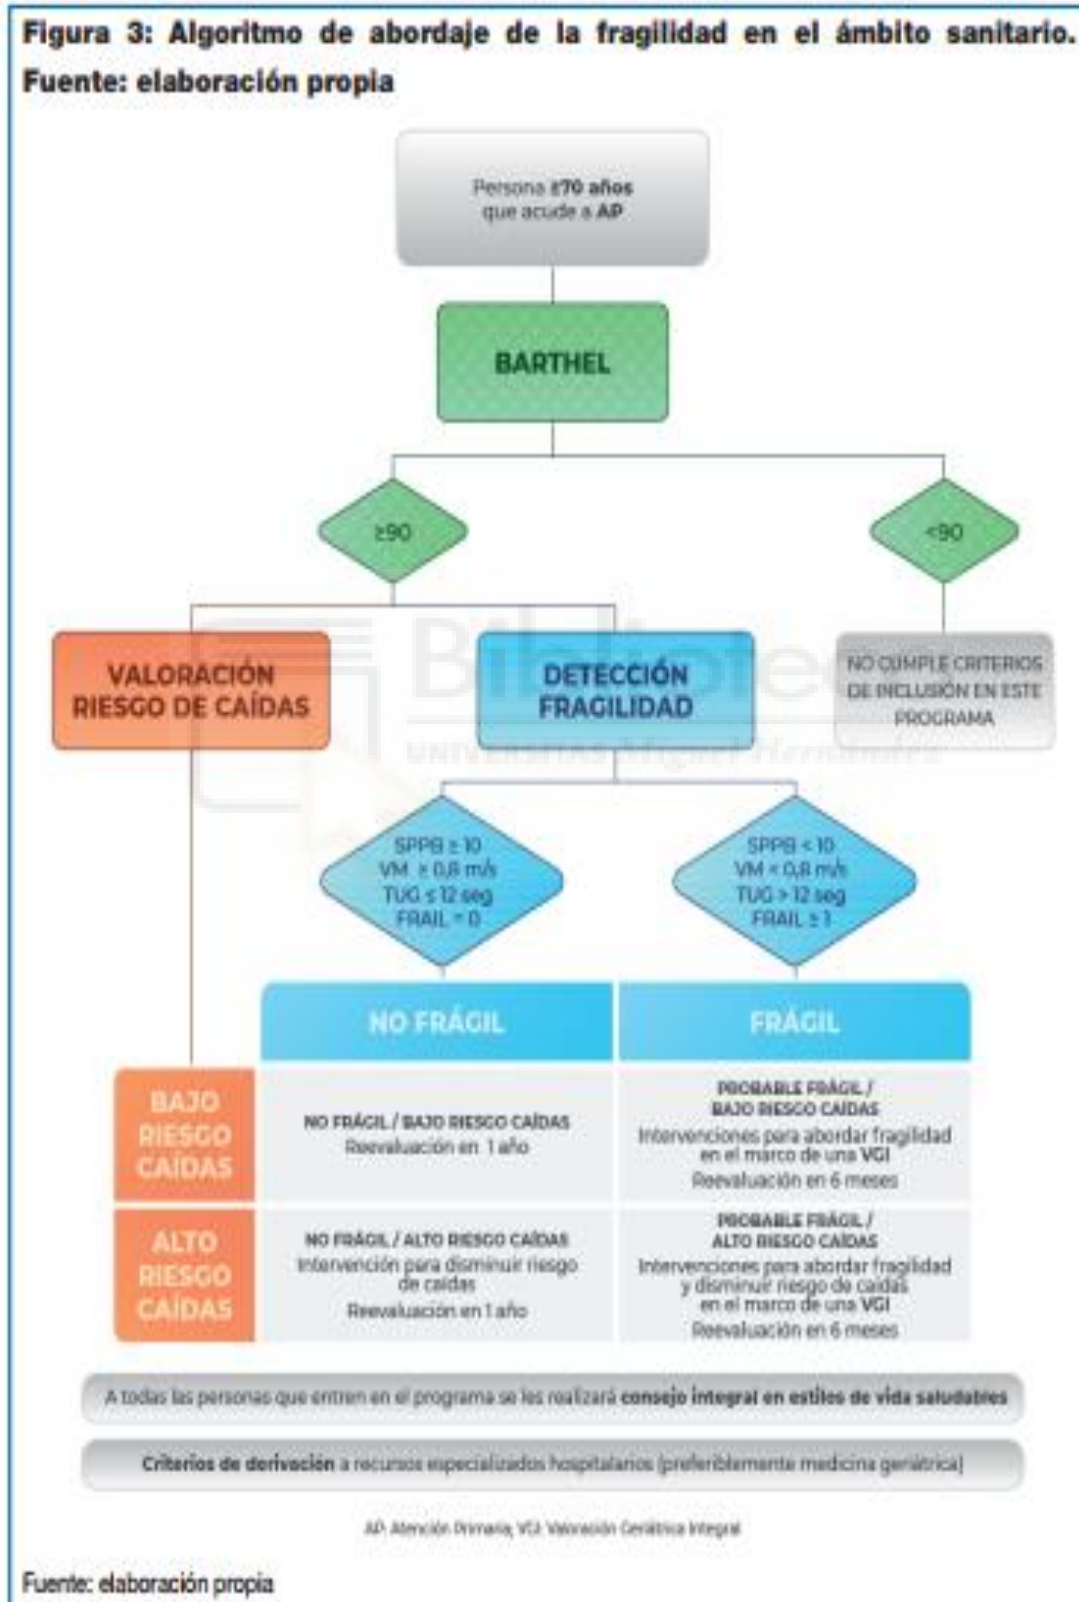 Figura 3: Algoritmo de abordaje de la fragilidad en el ámbito sanitario.
Fuente: elaboración propia
Persona ≥70 años
que acude a AP
BARTHEL
≥90
<90
VALORACIÓN
RIESGO DE CAÍDAS
DETECCIÓN
FRAGILIDAD
NO CUMPLE CRITERIOS
DE INCLUSIÓN EN ESTE
PROGRAMA
Biblioteca
UNIVERSITAS Miguel Hernández
SPPB ≥ 10
VM ≥ 0,8 m/s
TUG ≤ 12 seg
FRAIL = 0
SPPB < 10
VM < 0,8 m/s
TUG > 12 seg
FRAIL ≥ 1
NO FRÁGIL
FRÁGIL
BAJO
RIESGO
CAÍDAS
NO FRÁGIL / BAJO RIESGO CAÍDAS
Reevaluación en 1 año
PROBABLE FRÁGIL /
BAJO RIESGO CAÍDAS
Intervenciones para abordar fragilidad
en el marco de una VGI
Reevaluación en 6 meses
ALTO
RIESGO
CAÍDAS
NO FRÁGIL / ALTO RIESGO CAÍDAS
Intervención para disminuir riesgo
de caídas
Reevaluación en 1 año
PROBABLE FRÁGIL /
ALTO RIESGO CAÍDAS
Intervenciones para abordar fragilidad
y disminuir riesgo de caídas
en el marco de una VGI
Reevaluación en 6 meses
A todas las personas que entren en el programa se les realizará consejo integral en estilos de vida saludables
Criterios de derivación a recursos especializados hospitalarios (preferiblemente medicina geriátrica)
AP: Atención Primaria; VGI: Valoración Geriátrica Integral
Fuente: elaboración propia